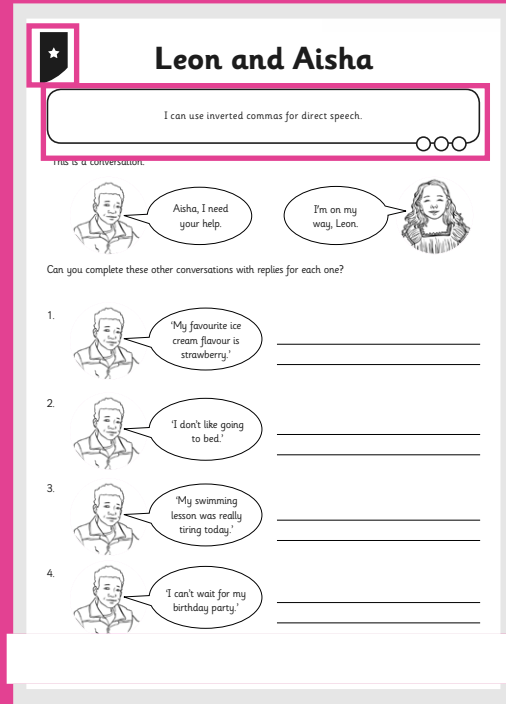 Leon and Aisha
I can use inverted commas for direct speech.
This is a conversation.
Aisha, I need
your help.
I'm on my
way, Leon.
Can you complete these other conversations with replies for each one?
1.
‘My favourite ice
cream flavour is
strawberry.’
2.
‘I don't like going
to bed.’
3.
‘My swimming
lesson was really
tiring today.’
4.
‘I can't wait for my
birthday party.’